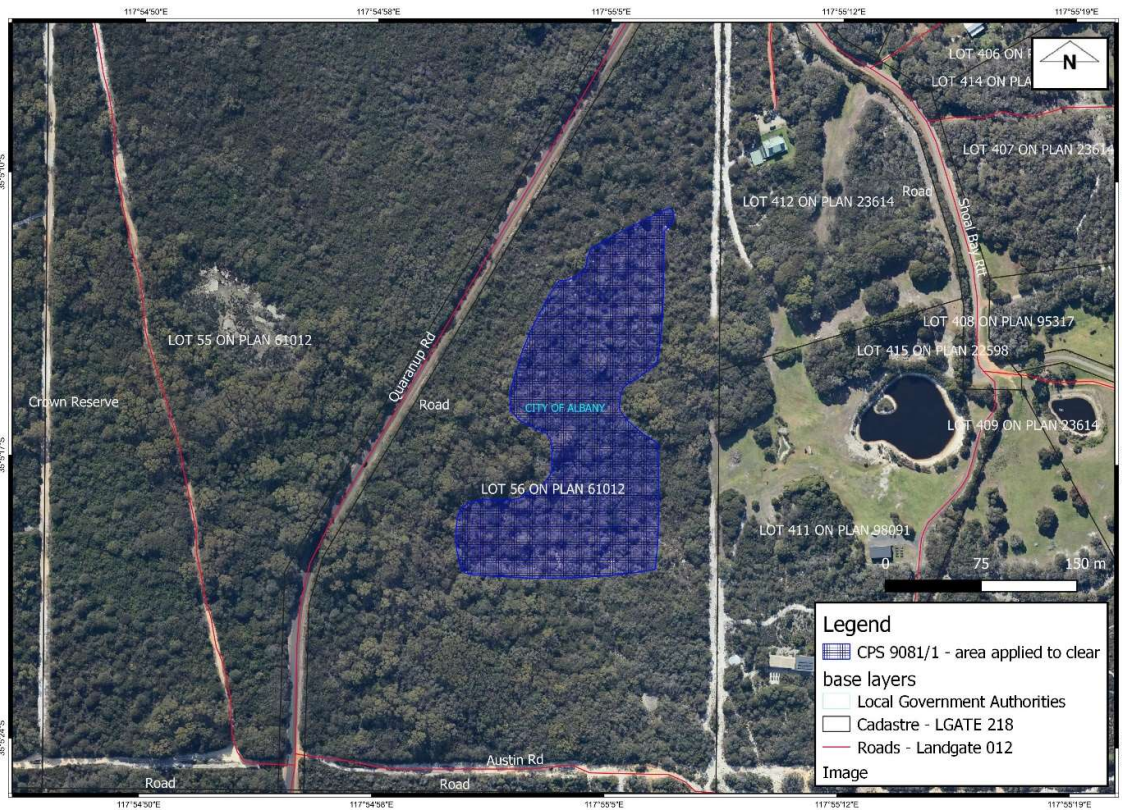 117°54'50"E
117°54'58"E
117°55'5"E
117°55'12"E
117°55'19"E
N
LOT 406 ON P
LOT 414 ON PLA
LOT 407 ON PLAN 23614
Road
LOT 412 ON PLAN 23614
Shoal Bay Rtt
LOT 55 ON PLAN 61012
Quaranup Rd
Road
Crown Reserve
CITY OF ALBANY
LOT 408 ON PLAN 95317
LOT 415 ON PLAN 22598
LOT 409 ON PLAN 23614
LOT 56 ON PLAN 61012
LOT 411 ON PLAN 98091
0 75 150 m
Legend
CPS 9081/1 - area applied to clear
base layers
Local Government Authorities
Cadastre - LGATE 218
Roads - Landgate 012
Image
Austin Rd
Road
Road
117°54'50"E
117°54'58"E
117°55'5"E
117°55'12"E
117°55'19"E